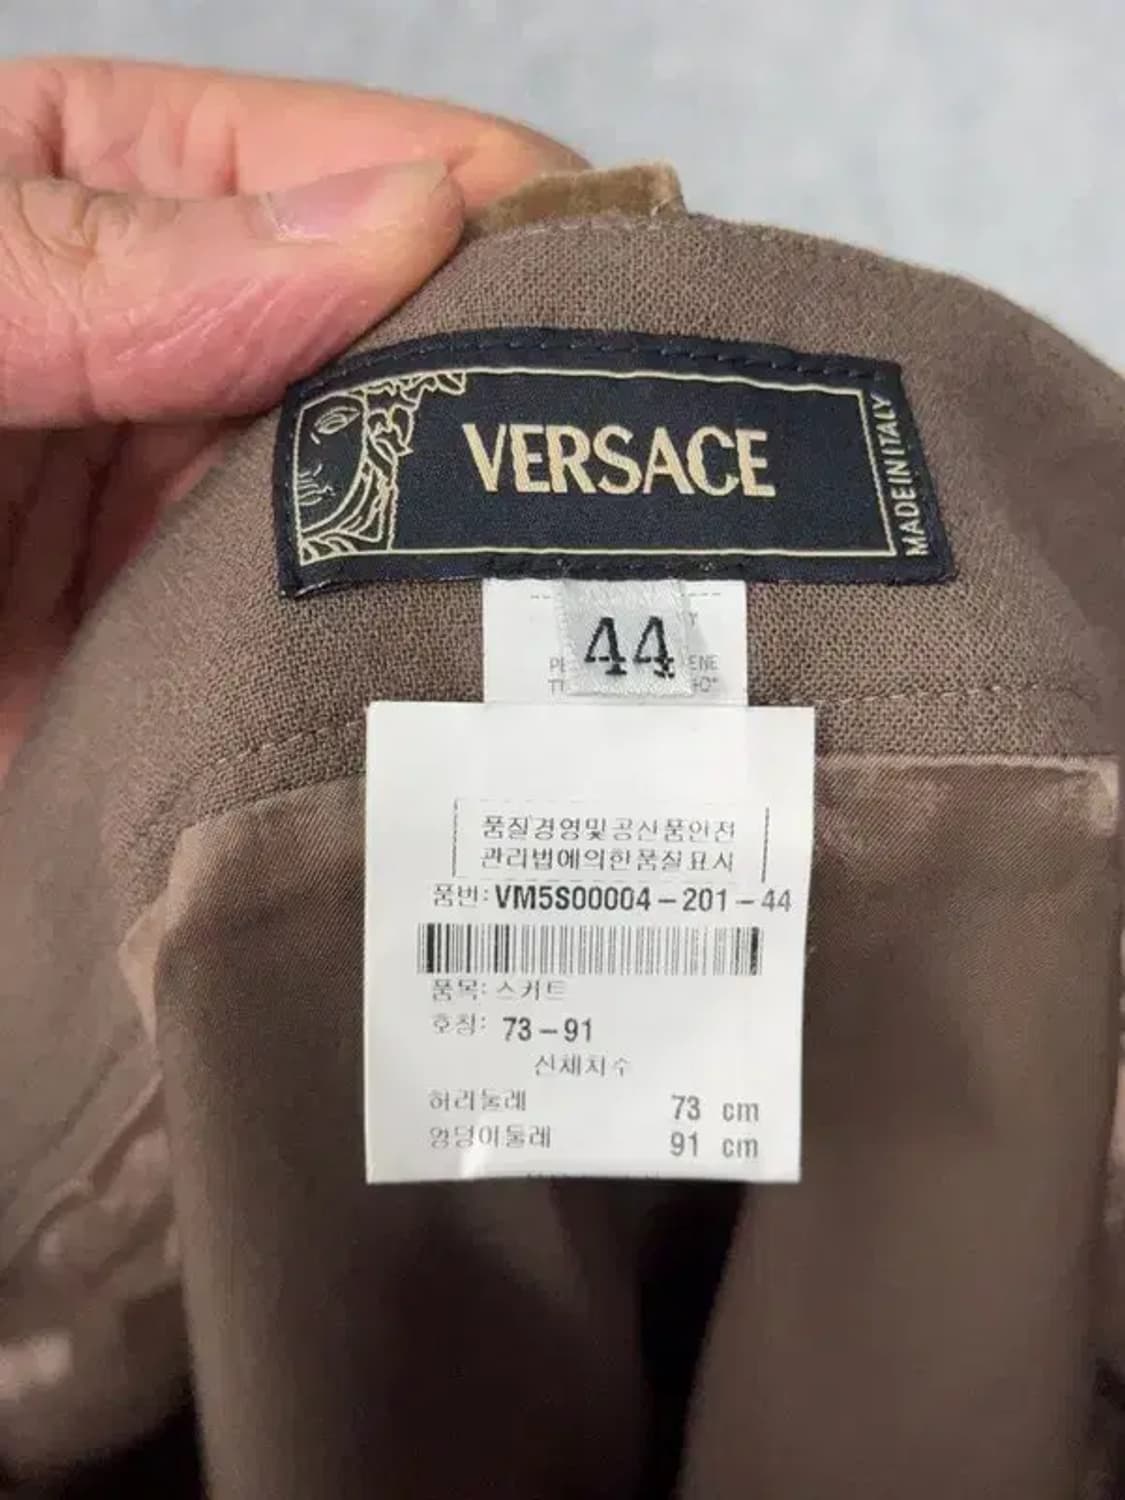 VERSACE
MADE IN ITALY
44
품질경영및공산품안전
관리법에의한품질표시
품번: VM5S00004-201-44
품목: 스커트
호칭: 73-91
신체치수
허리둘레 73 cm
엉덩이둘레 91 cm